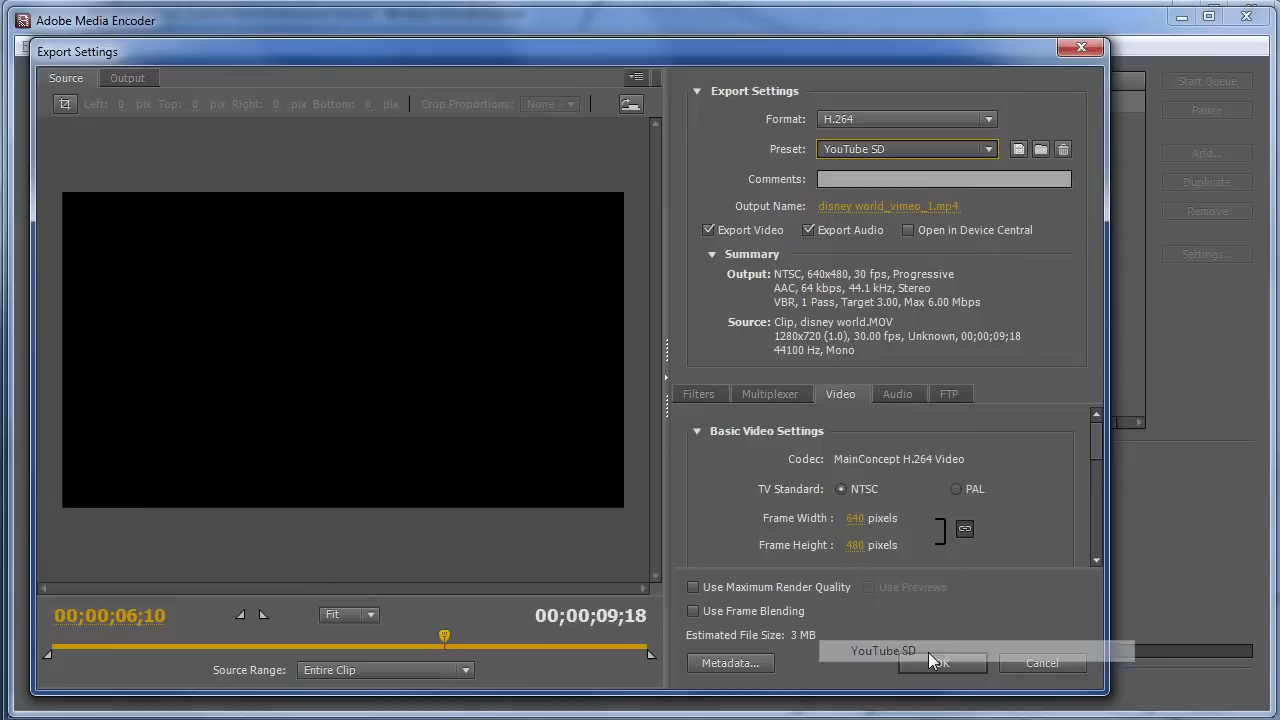 Adobe Media Encoder
Export Settings
Source
Output
Left: 0 pix Top: 0 pix Right: 0 pix Bottom: 0 pix
Crop Proportions: None
Export Settings
Format: H.264
Preset: YouTube SD
Comments:
Output Name: disney world_vimeo_1.mp4
Export Video
Export Audio
Open in Device Central
Summary
Output: NTSC, 640x480, 30 fps, Progressive
AAC, 64 kbps, 44.1 kHz, Stereo
VBR, 1 Pass, Target 3.00, Max 6.00 Mbps
Source: Clip, disney world.MOV
1280x720 (1.0), 30.00 fps, Unknown, 00;00;09;18
44100 Hz, Mono
Filters
Multiplexer
Video
Audio
FTP
Basic Video Settings
Codec: MainConcept H.264 Video
TV Standard: NTSC PAL
Frame Width : 640 pixels
Frame Height : 480 pixels
Use Maximum Render Quality
Use Previews
Use Frame Blending
Estimated File Size: 3 MB
YouTube SD
Metadata...
OK
Cancel
00;00;06;10
Fit
00;00;09;18
Source Range: Entire Clip
Start Queue
Pause
Add...
Duplicate
Remove
Settings...